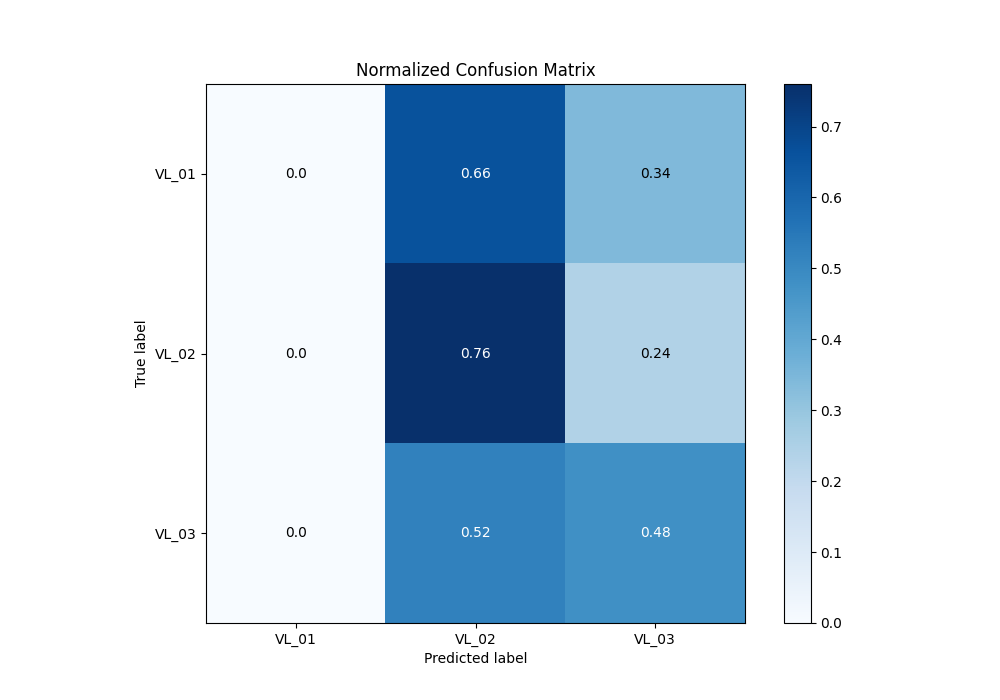 Normalized Confusion Matrix
True label
VL_01
0.0
0.66
0.34
VL_02
0.0
0.76
0.24
VL_03
0.0
0.52
0.48
VL_01
VL_02
VL_03
Predicted label
0.7
0.6
0.5
0.4
0.3
0.2
0.1
0.0